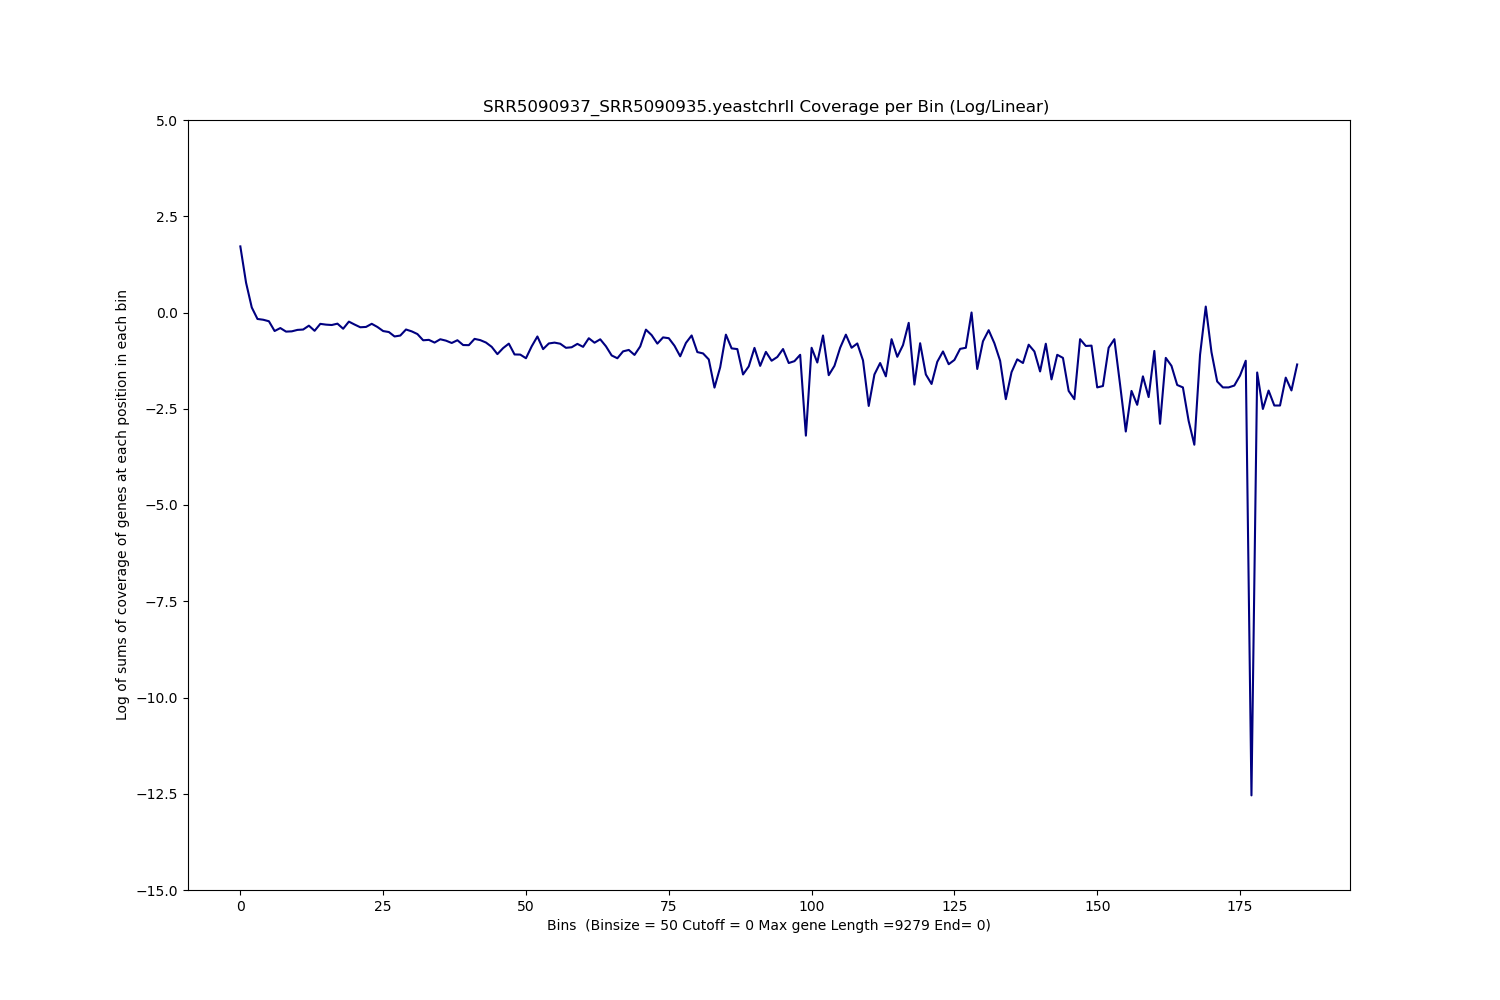 SRR5090937_SRR5090935.yeastchrII Coverage per Bin (Log/Linear)
Log of sums of coverage of genes at each position in each bin
5.0
2.5
0.0
−2.5
−5.0
−7.5
−10.0
−12.5
−15.0
0 25 50 75 100 125 150 175
Bins  (Binsize = 50 Cutoff = 0 Max gene Length =9279 End= 0)